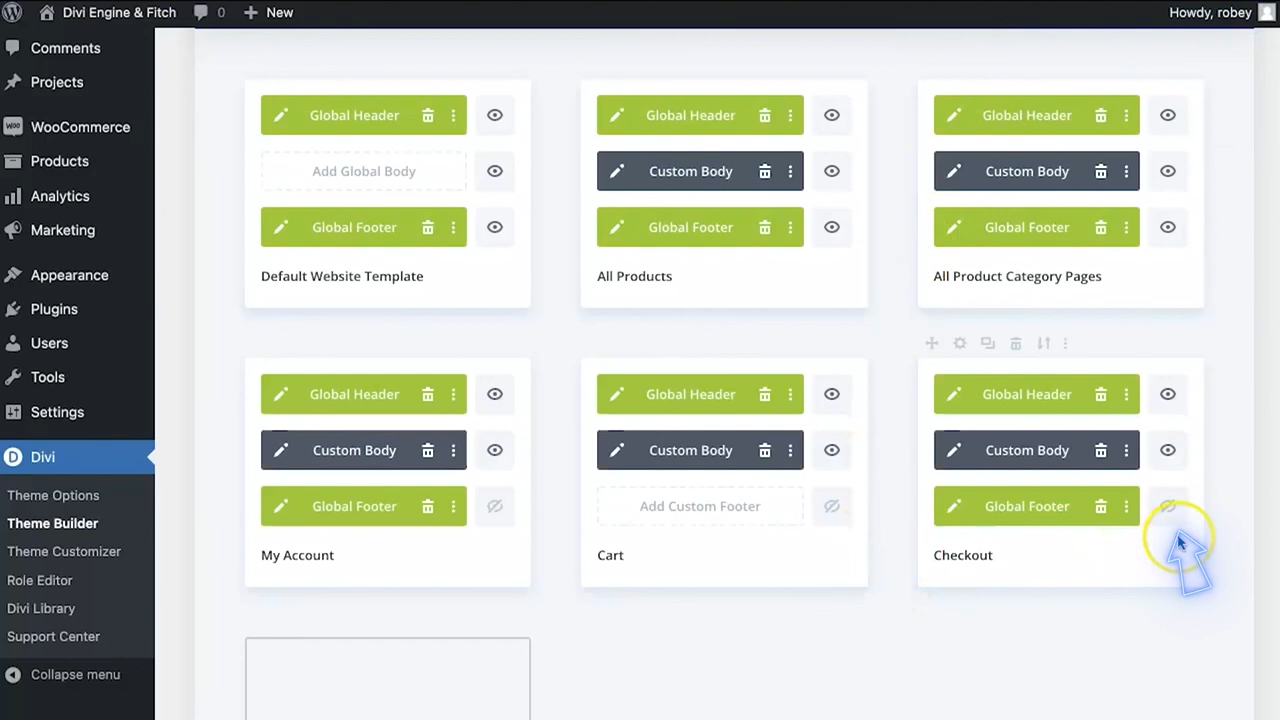 Divi Engine & Fitch
0
New
Howdy, robey
Comments
Projects
WooCommerce
Products
Analytics
Marketing
Appearance
Plugins
Users
Tools
Settings
Divi
Theme Options
Theme Builder
Theme Customizer
Role Editor
Divi Library
Support Center
Collapse menu
Global Header
Add Global Body
Global Footer
Default Website Template
Global Header
Custom Body
Global Footer
All Products
Global Header
Custom Body
Global Footer
All Product Category Pages
Global Header
Custom Body
Global Footer
My Account
Global Header
Custom Body
Add Custom Footer
Cart
Global Header
Custom Body
Global Footer
Checkout